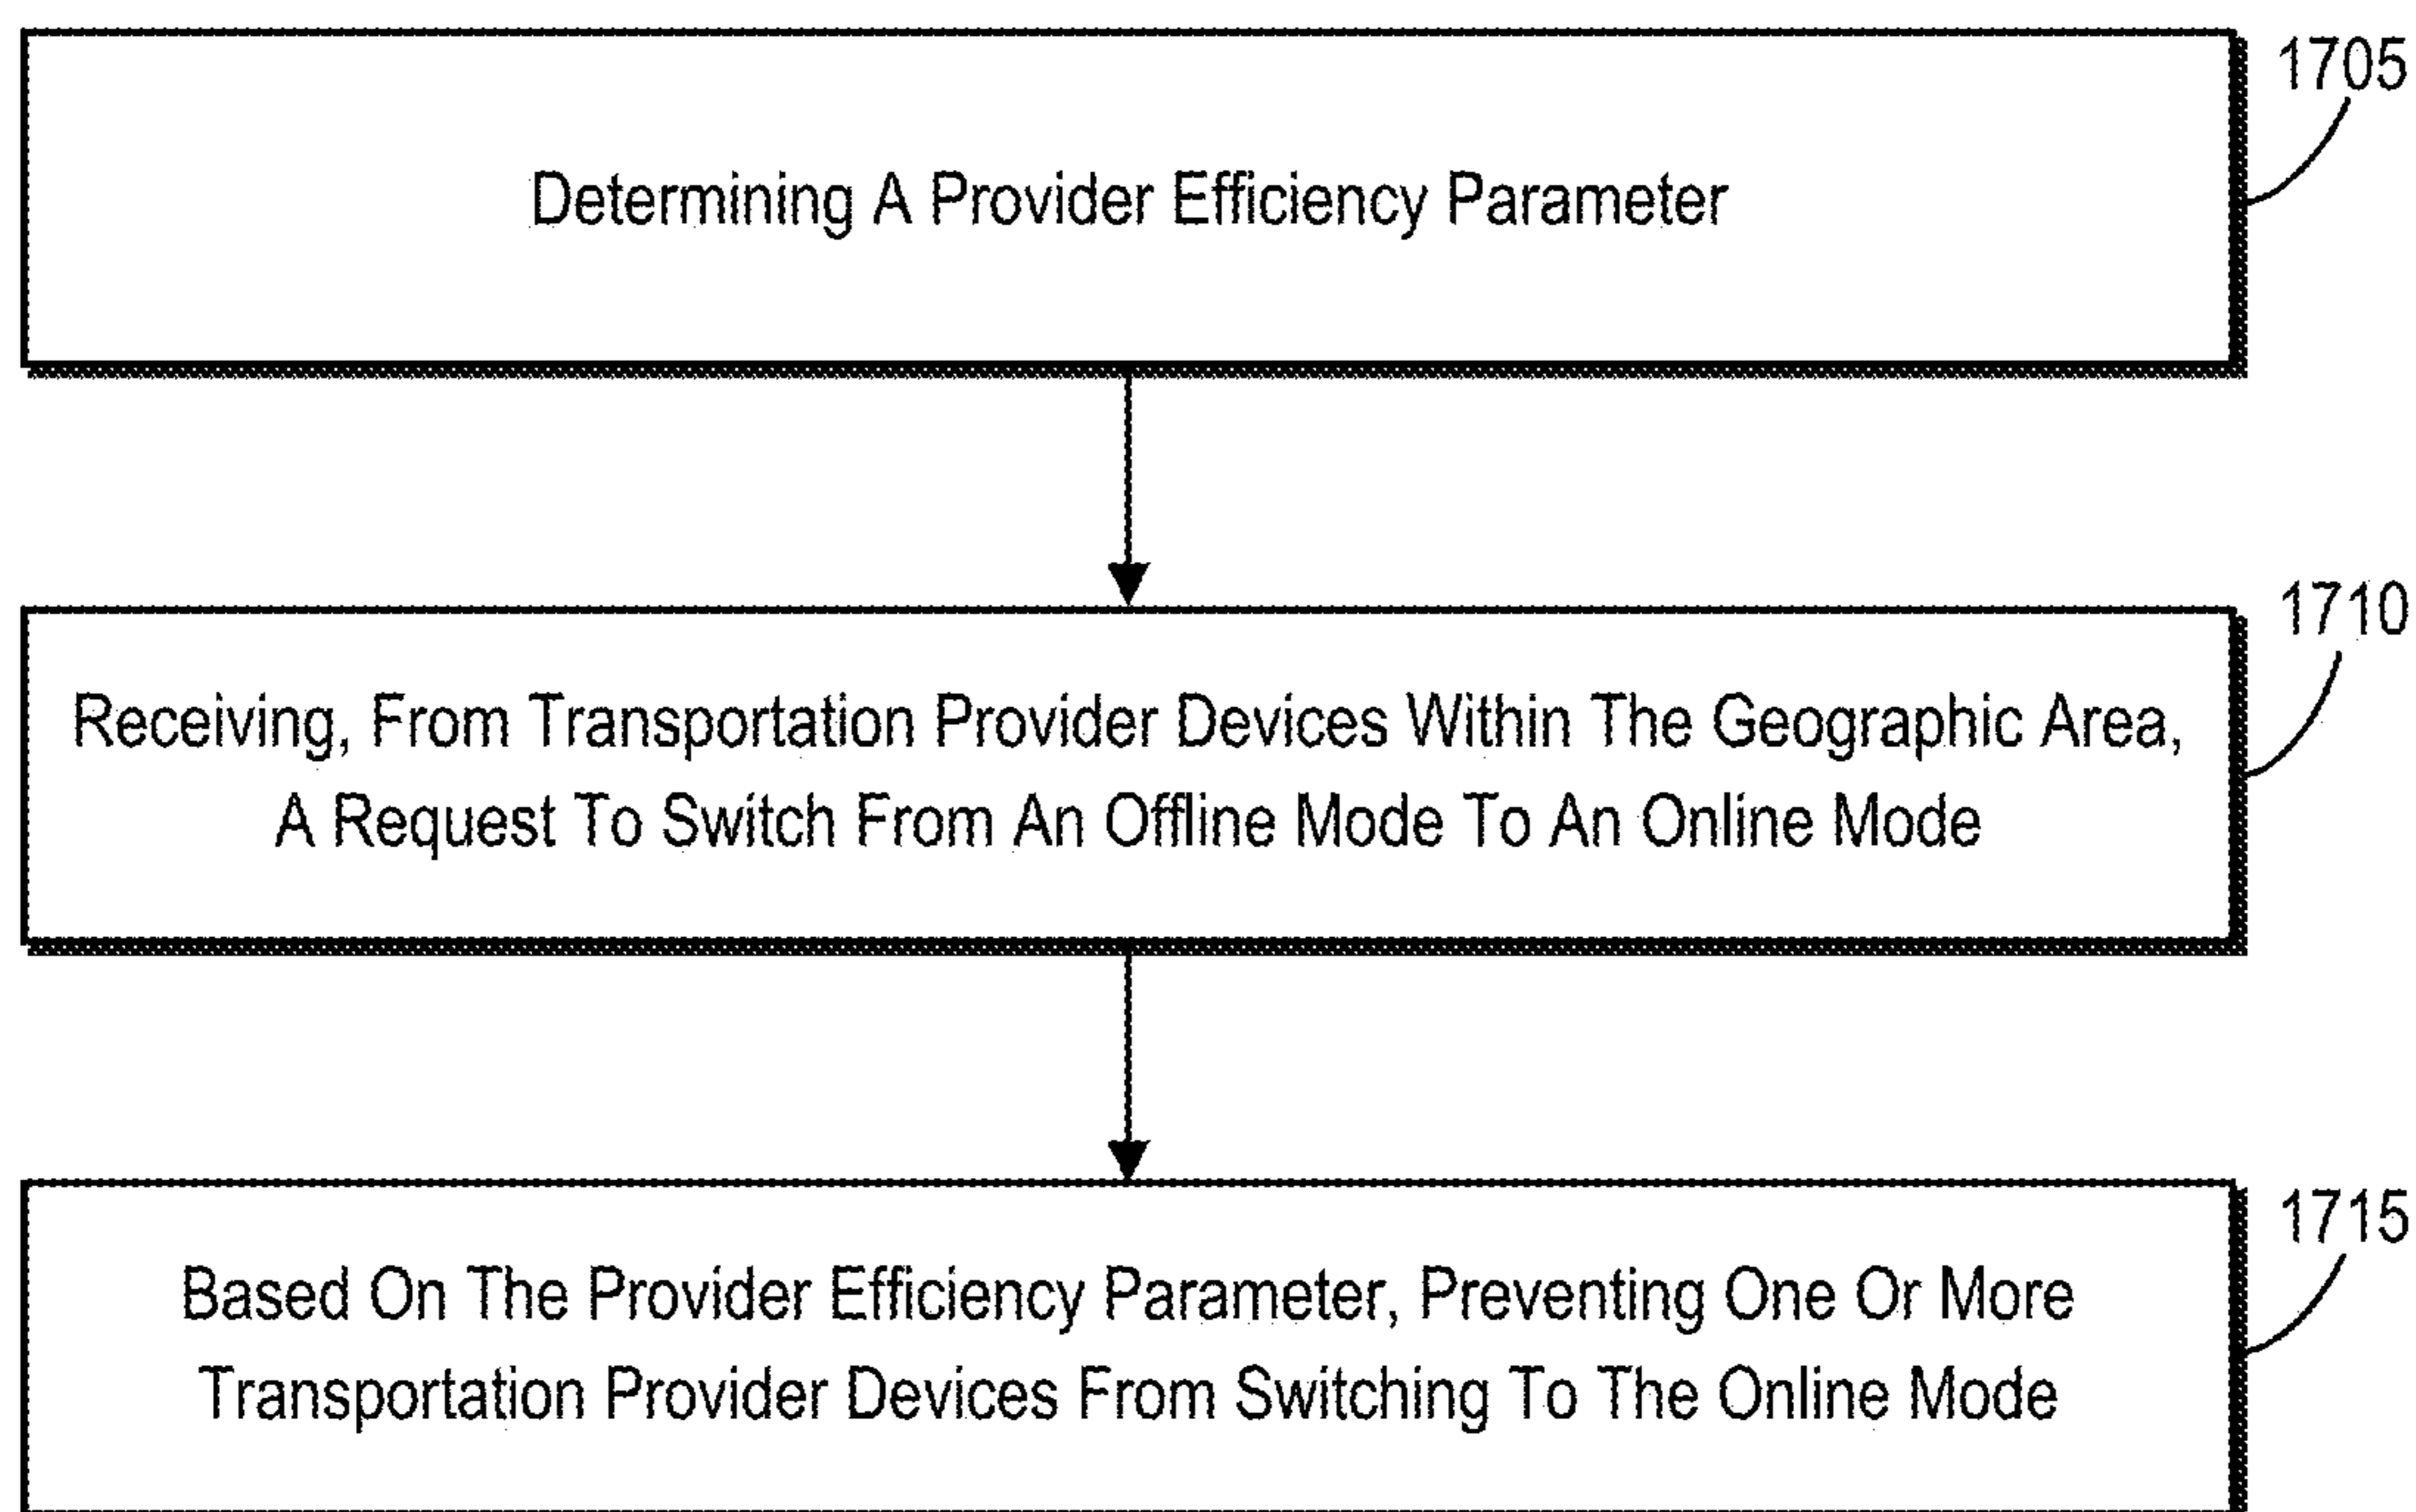 1705
Determining A Provider Efficiency Parameter
1710
Receiving, From Transportation Provider Devices Within The Geographic Area,
A Request To Switch From An Offline Mode To An Online Mode
1715
Based On The Provider Efficiency Parameter, Preventing One Or More
Transportation Provider Devices From Switching To The Online Mode